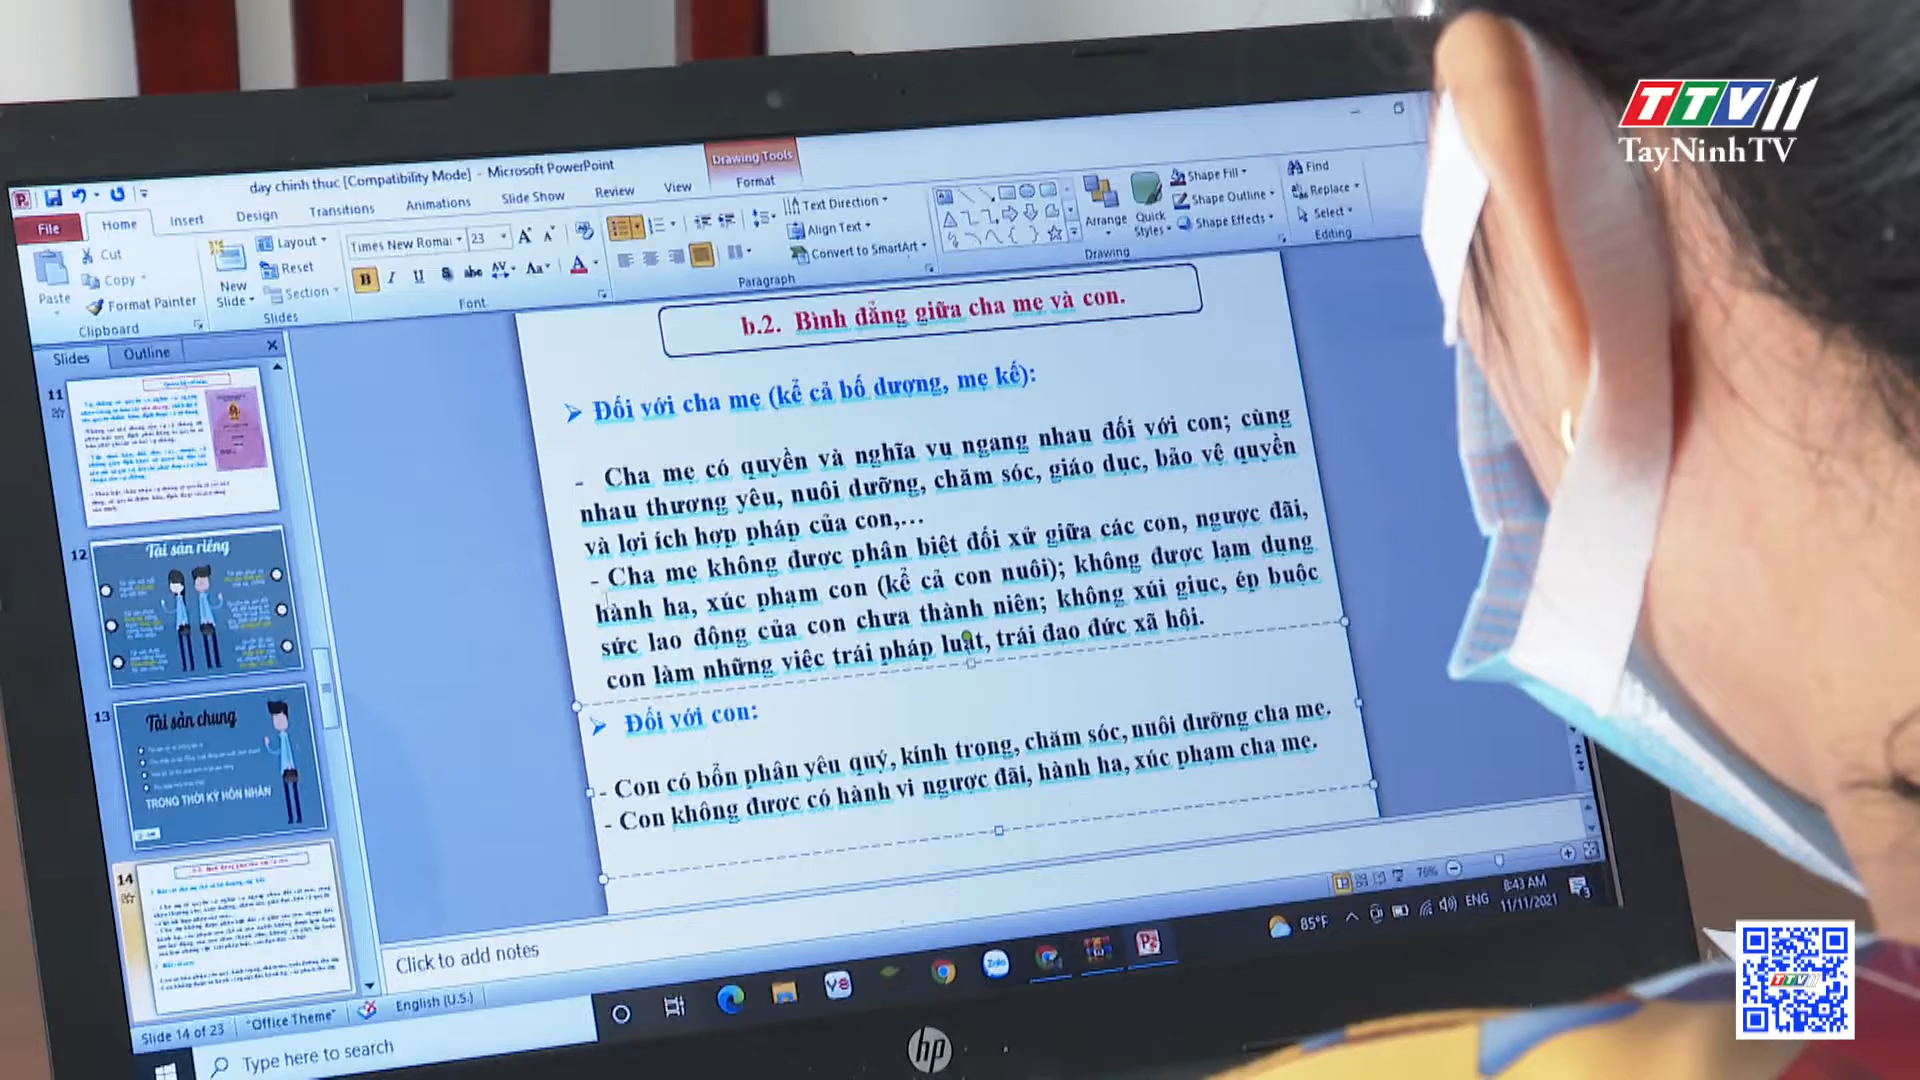 TTV11
TayNinhTV
day chinh thuc [Compatibility Mode] - Microsoft PowerPoint
Drawing Tools
File
Home
Insert
Design
Transitions
Animations
Slide Show
Review
View
Format
Cut
Copy
Format Painter
Paste
Clipboard
Layout
Reset
Section
New
Slide
Slides
Times New Roma
23
Font
Text Direction
Align Text
Convert to SmartArt
Paragraph
Arrange
Quick
Styles
Shape Fill
Shape Outline
Shape Effects
Drawing
Find
Replace
Select
Editing
Slides
Outline
11
12
Tài sản riêng
13
Tài sản chung
TRONG THỜI KỲ HÔN NHÂN
14
b.2. Bình đẳng giữa cha mẹ và con.
Đối với cha mẹ (kể cả bố dượng, mẹ kế):
- Cha mẹ có quyền và nghĩa vụ ngang nhau đối với con; cùng
nhau thương yêu, nuôi dưỡng, chăm sóc, giáo dục, bảo vệ quyền
và lợi ích hợp pháp của con,...
- Cha mẹ không được phân biệt đối xử giữa các con, ngược đãi,
hành hạ, xúc phạm con (kể cả con nuôi); không được lạm dụng
sức lao động của con chưa thành niên; không xúi giục, ép buộc
con làm những việc trái pháp luật, trái đạo đức xã hội.
Đối với con:
- Con có bổn phận yêu quý, kính trọng, chăm sóc, nuôi dưỡng cha mẹ.
- Con không được có hành vi ngược đãi, hành hạ, xúc phạm cha mẹ.
Click to add notes
Slide 14 of 23
"Office Theme"
English (U.S.)
76%
Type here to search
Zalo
85°F
ENG
8:43 AM
11/11/2021
3
hp
TTV11